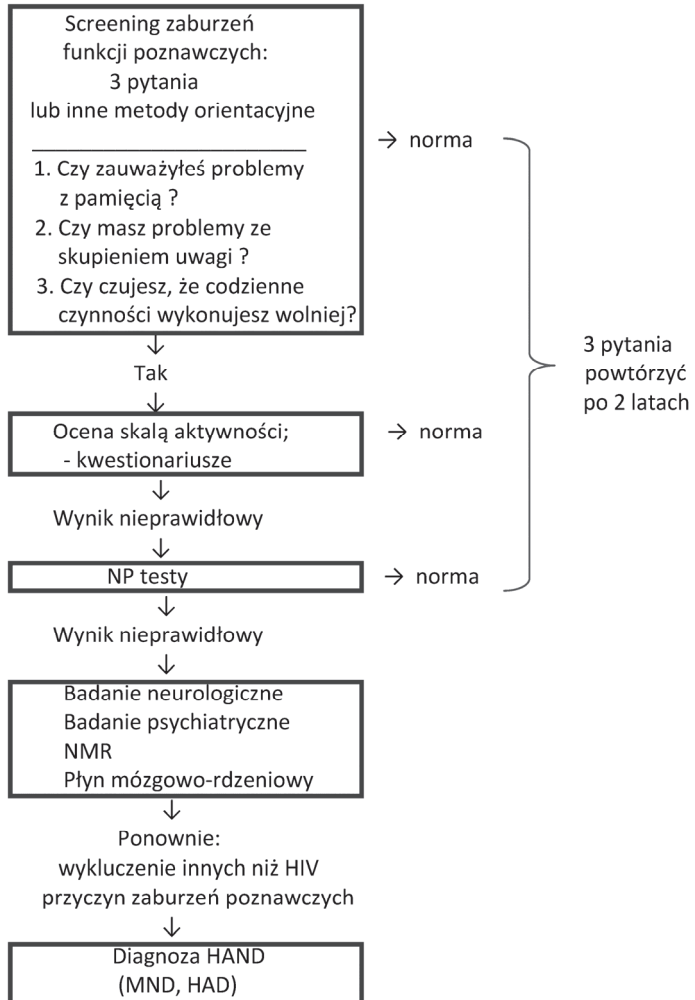 Screening zaburzeń
funkcji poznawczych:
3 pytania
lub inne metody orientacyjne
→ norma
1. Czy zauważyłeś problemy
z pamięcią ?
2. Czy masz problemy ze
skupieniem uwagi ?
3. Czy czujesz, że codzienne
czynności wykonujesz wolniej?
3 pytania
powtórzyć
po 2 latach
↓
Tak
↓
Ocena skalą aktywności;
- kwestionariusze
→ norma
↓
Wynik nieprawidłowy
↓
NP testy
→ norma
↓
Wynik nieprawidłowy
↓
Badanie neurologiczne
Badanie psychiatryczne
NMR
Płyn mózgowo-rdzeniowy
↓
Ponownie:
wykluczenie innych niż HIV
przyczyn zaburzeń poznawczych
↓
Diagnoza HAND
(MND, HAD)